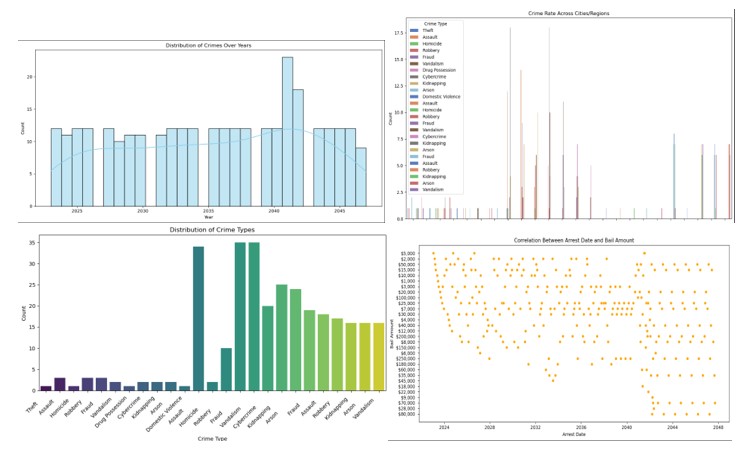 Distribution of Crimes Over Years
Count
25
20
15
10
5
0
2025
2030
2035
2040
2045
Year
Crime Rate Across Cities/Regions
Count
17.5
15.0
12.5
10.0
7.5
5.0
2.5
0.0
Crime Type
Theft
Assault
Homicide
Robbery
Fraud
Vandalism
Drug Possession
Cybercrime
Kidnapping
Arson
Domestic Violence
Assault
Homicide
Robbery
Fraud
Vandalism
Cybercrime
Kidnapping
Arson
Fraud
Assault
Robbery
Kidnapping
Arson
Vandalism
Distribution of Crime Types
Count
35
30
25
20
15
10
5
0
Theft
Assault
Homicide
Robbery
Fraud
Vandalism
Drug Possession
Cybercrime
Kidnapping
Arson
Domestic Violence
Assault
Homicide
Robbery
Fraud
Vandalism
Cybercrime
Kidnapping
Arson
Fraud
Assault
Robbery
Kidnapping
Arson
Vandalism
Crime Type
Correlation Between Arrest Date and Bail Amount
Bail Amount
$5,000
$2,000
$50,000
$15,000
$10,000
$1,000
$3,000
$20,000
$100,000
$25,000
$7,000
$30,000
$4,000
$40,000
$12,000
$200,000
$8,000
$150,000
$6,000
$250,000
$180,000
$60,000
$35,000
$45,000
$18,000
$22,000
$9,000
$70,000
$28,000
$80,000
2024
2028
2032
2036
2040
2044
2048
Arrest Date